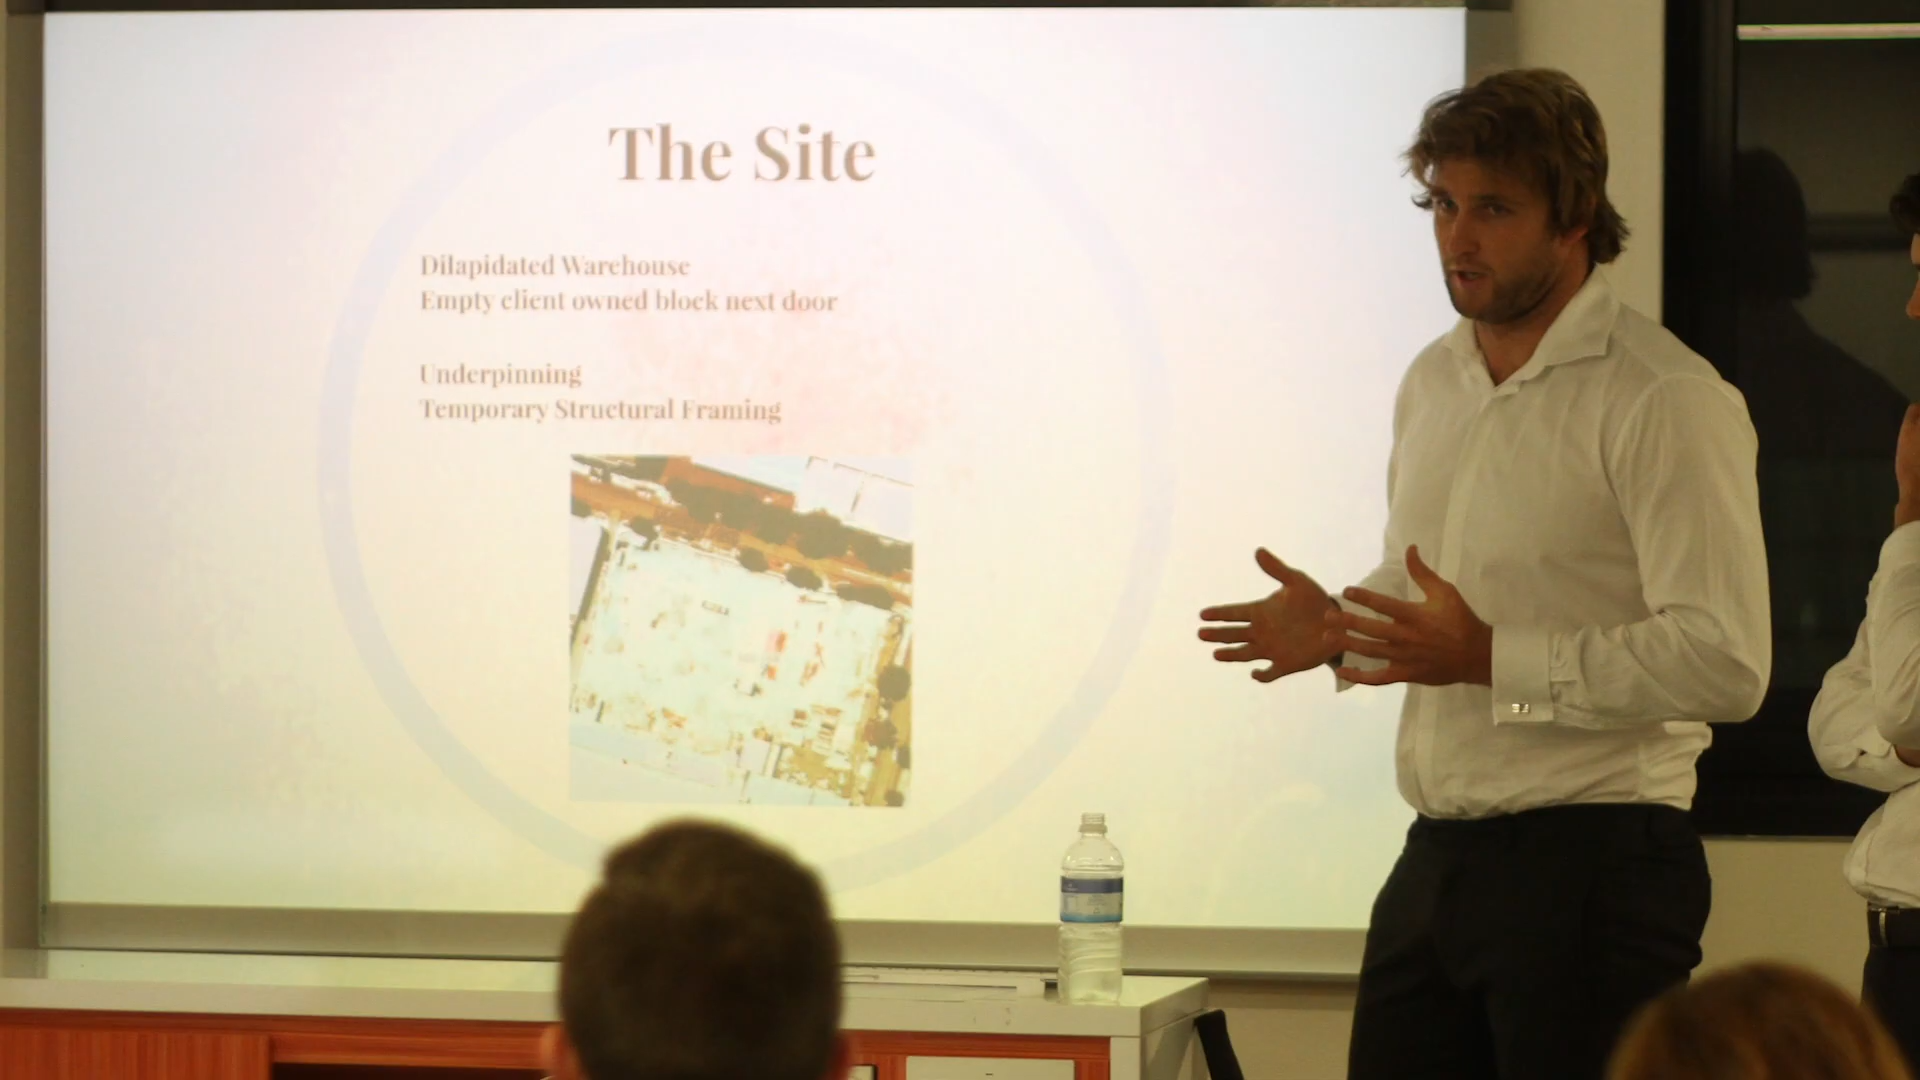 The Site
Dilapidated Warehouse
Empty client owned block next door
Underpinning
Temporary Structural Framing